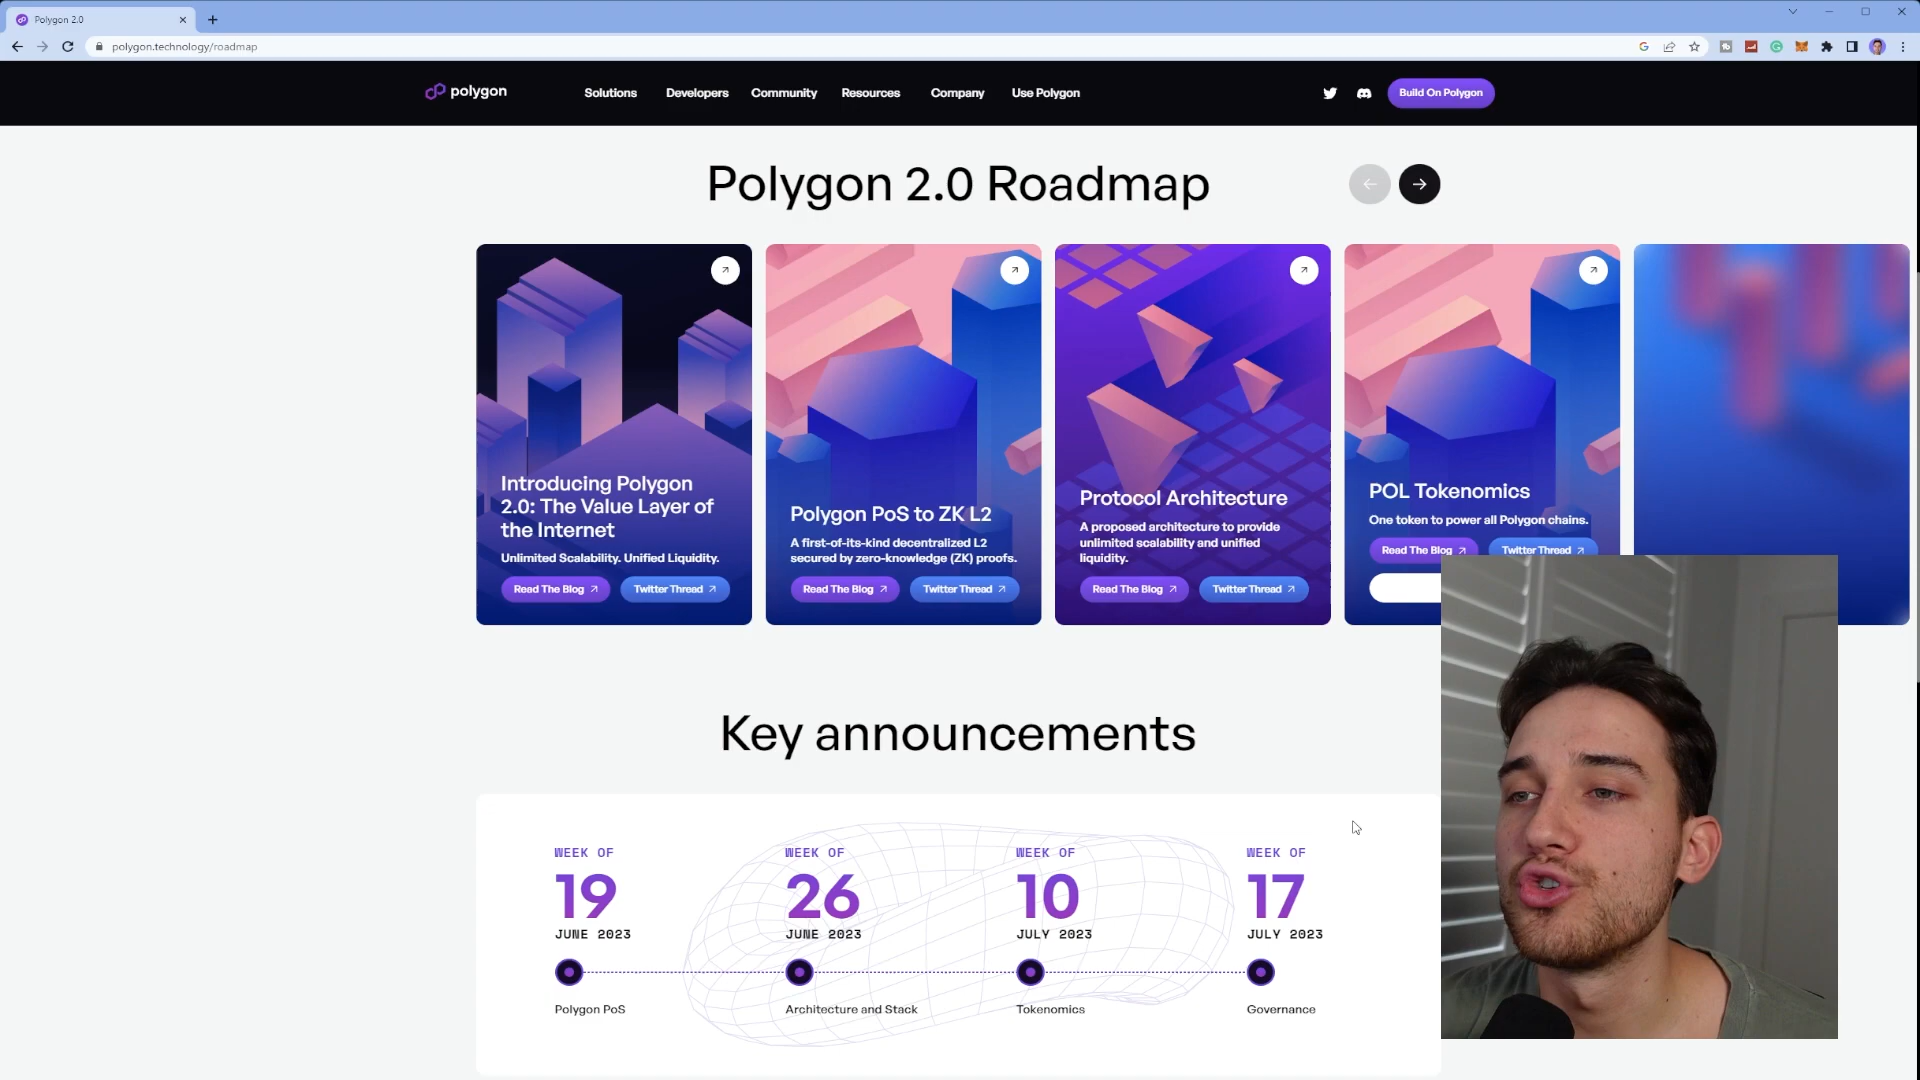 Polygon 2.0
polygon.technology/roadmap
polygon
Solutions
Developers
Community
Resources
Company
Use Polygon
Build On Polygon
Polygon 2.0 Roadmap
Introducing Polygon
2.0: The Value Layer of
the Internet
Unlimited Scalability. Unified Liquidity.
Read The Blog
Twitter Thread
Polygon PoS to ZK L2
A first-of-its-kind decentralized L2
secured by zero-knowledge (ZK) proofs.
Read The Blog
Twitter Thread
Protocol Architecture
A proposed architecture to provide
unlimited scalability and unified
liquidity.
Read The Blog
Twitter Thread
POL Tokenomics
One token to power all Polygon chains.
Read The Blog
Twitter Thread
Key announcements
WEEK OF
19
JUNE 2023
Polygon PoS
WEEK OF
26
JUNE 2023
Architecture and Stack
WEEK OF
10
JULY 2023
Tokenomics
WEEK OF
17
JULY 2023
Governance